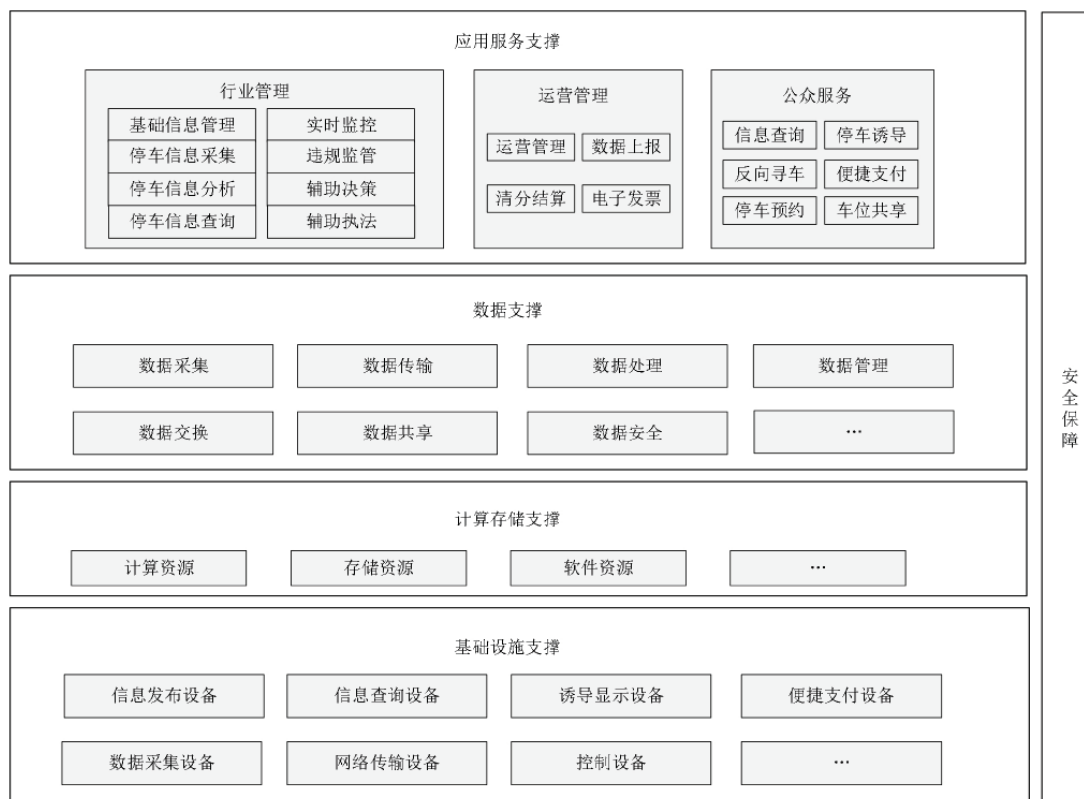 应用服务支撑
行业管理
基础信息管理
实时监控
停车信息采集
违规监管
停车信息分析
辅助决策
停车信息查询
辅助执法
运营管理
运营管理
数据上报
清分结算
电子发票
公众服务
信息查询
停车诱导
反向寻车
便捷支付
停车预约
车位共享
数据支撑
数据采集
数据传输
数据处理
数据管理
数据交换
数据共享
数据安全
…
计算存储支撑
计算资源
存储资源
软件资源
…
基础设施支撑
信息发布设备
信息查询设备
诱导显示设备
便捷支付设备
数据采集设备
网络传输设备
控制设备
…
安全保障